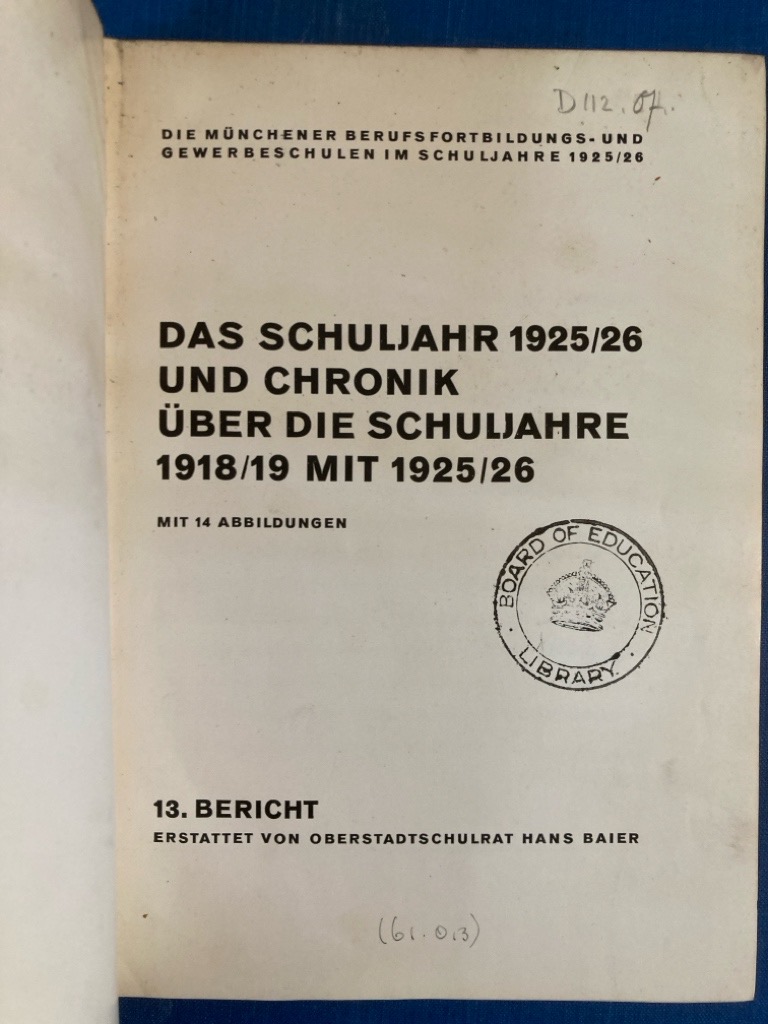 D112.07.
DIE MÜNCHENER BERUFSFORTBILDUNGS- UND
GEWERBESCHULEN IM SCHULJAHRE 1925/26
DAS SCHULJAHR 1925/26
UND CHRONIK
ÜBER DIE SCHULJAHRE
1918/19 MIT 1925/26
MIT 14 ABBILDUNGEN
BOARD OF EDUCATION
· LIBRARY ·
13. BERICHT
ERSTATTET VON OBERSTADTSCHULRAT HANS BAIER
(61.013)